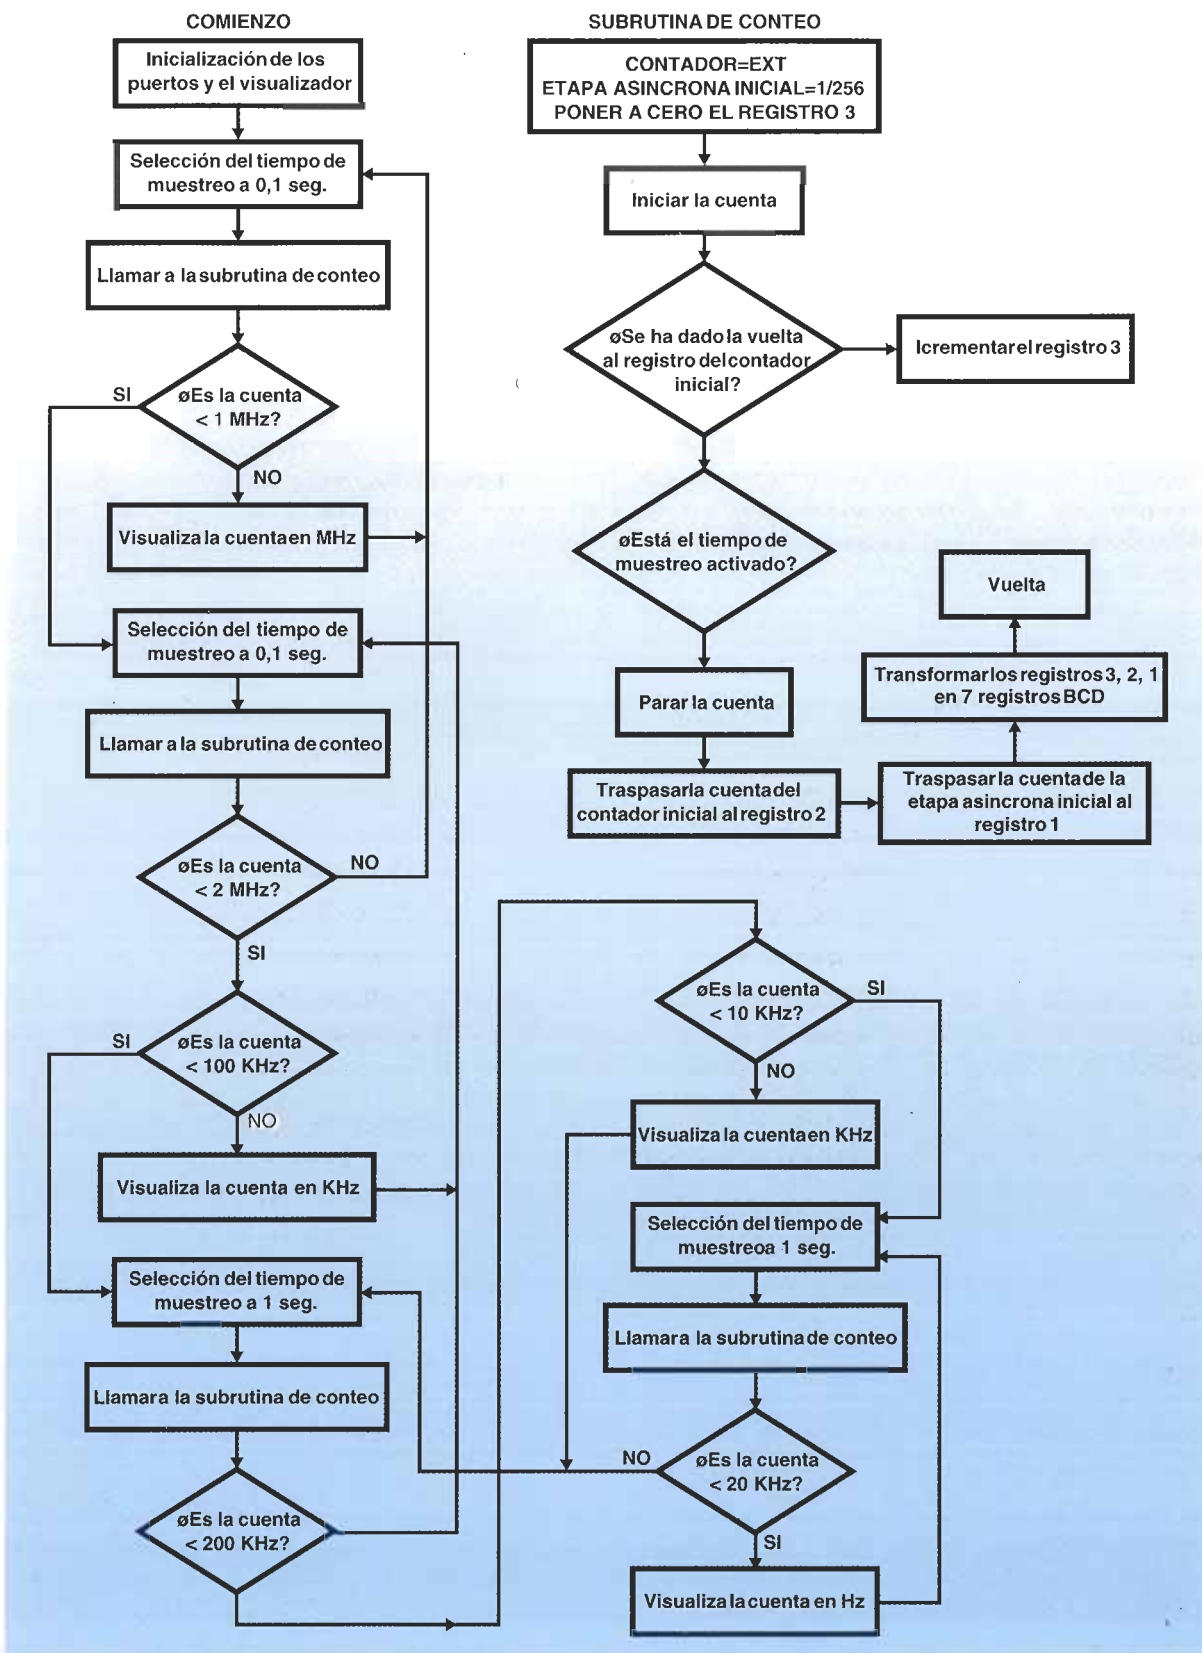 COMIENZO
Inicialización de los
puertos y el visualizador
Selección del tiempo de
muestreo a 0,1 seg.
Llamar a la subrutina de conteo
øEs la cuenta
< 1 MHz?
SI
NO
Visualiza la cuenta en MHz
Selección del tiempo de
muestreo a 0,1 seg.
Llamar a la subrutina de conteo
øEs la cuenta
< 2 MHz?
NO
SI
øEs la cuenta
< 100 KHz?
SI
NO
Visualiza la cuenta en KHz
Selección del tiempo de
muestreo a 1 seg.
Llamara la subrutina de conteo
øEs la cuenta
< 200 KHz?
SUBRUTINA DE CONTEO
CONTADOR=EXT
ETAPA ASINCRONA INICIAL=1/256
PONER A CERO EL REGISTRO 3
Iniciar la cuenta
øSe ha dado la vuelta
al registro del contador
inicial?
Icrementar el registro 3
øEstá el tiempo de
muestreo activado?
Parar la cuenta
Traspasar la cuenta del
contador inicial al registro 2
Traspasar la cuenta de la
etapa asincrona inicial al
registro 1
Transformar los registros 3, 2, 1
en 7 registros BCD
Vuelta
øEs la cuenta
< 10 KHz?
SI
NO
Visualiza la cuenta en KHz
Selección del tiempo de
muestreoa 1 seg.
Llamara la subrutina de conteo
øEs la cuenta
< 20 KHz?
NO
SI
Visualiza la cuenta en Hz